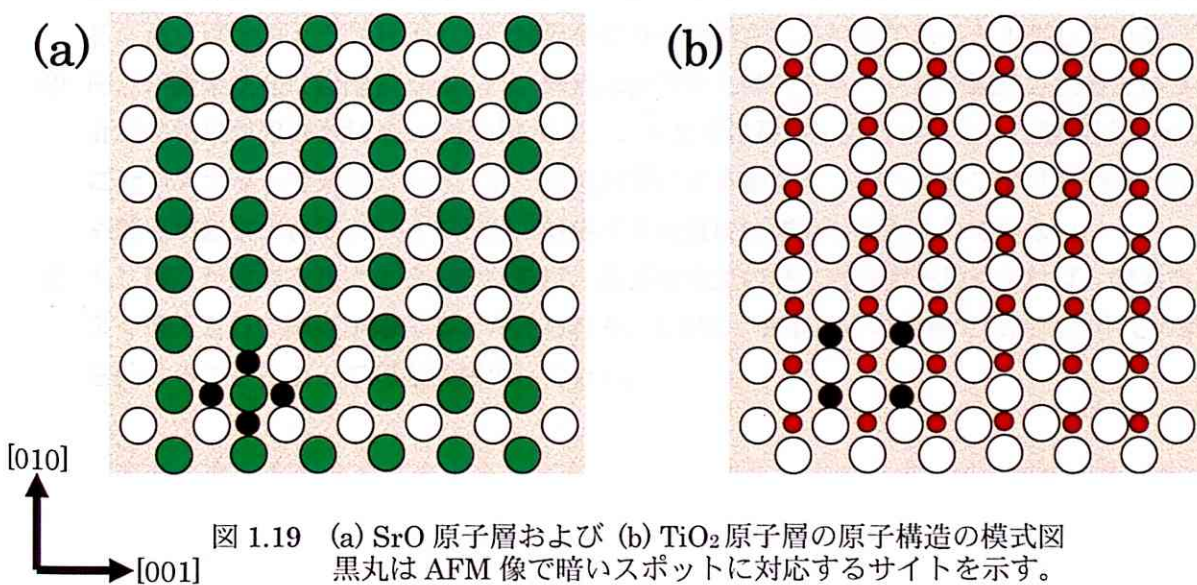 (a)
(b)
[010]
[001]
図 1.19 (a) SrO 原子層および (b) TiO₂ 原子層の原子構造の模式図
黒丸は AFM 像で暗いスポットに対応するサイトを示す。